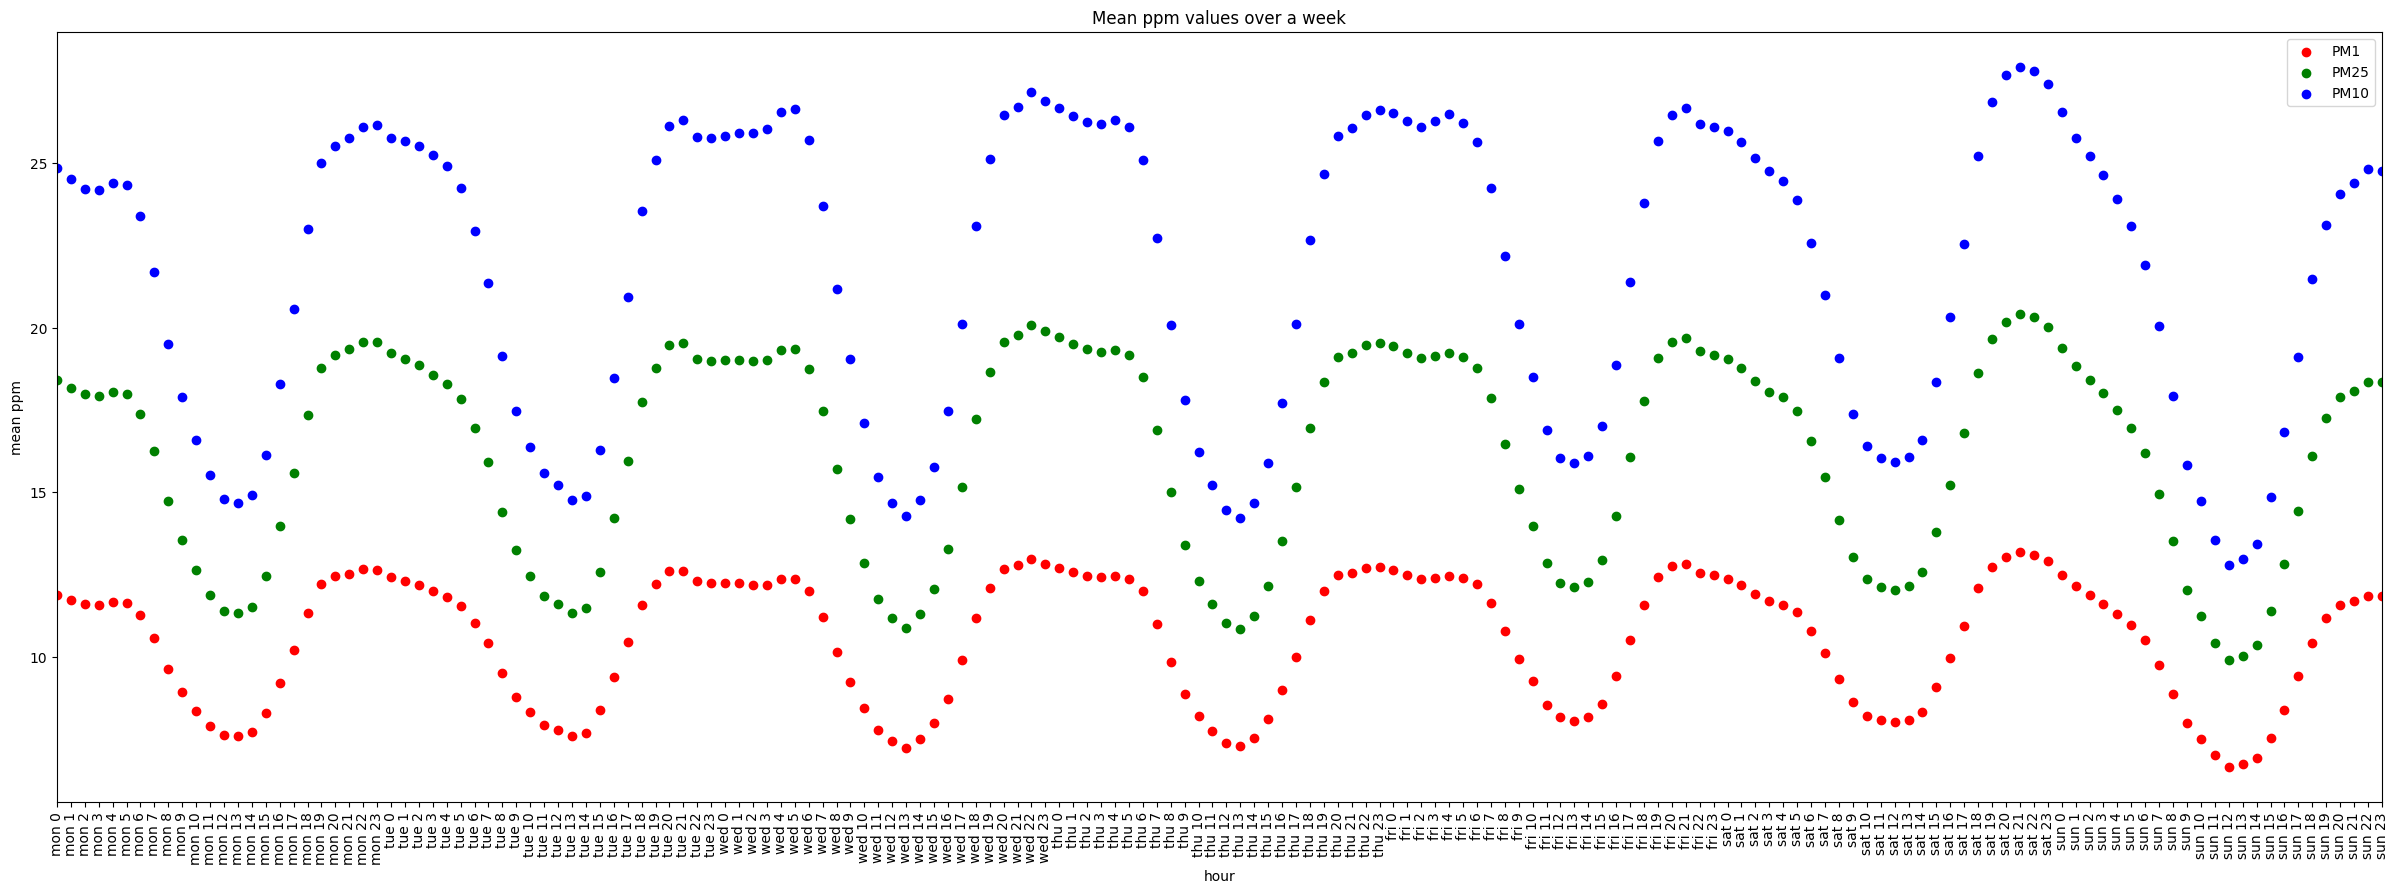 Mean ppm values over a week
PM1
PM25
PM10
25
20
15
10
mean ppm
mon 0
mon 1
mon 2
mon 3
mon 4
mon 5
mon 6
mon 7
mon 8
mon 9
mon 10
mon 11
mon 12
mon 13
mon 14
mon 15
mon 16
mon 17
mon 18
mon 19
mon 20
mon 21
mon 22
mon 23
tue 0
tue 1
tue 2
tue 3
tue 4
tue 5
tue 6
tue 7
tue 8
tue 9
tue 10
tue 11
tue 12
tue 13
tue 14
tue 15
tue 16
tue 17
tue 18
tue 19
tue 20
tue 21
tue 22
tue 23
wed 0
wed 1
wed 2
wed 3
wed 4
wed 5
wed 6
wed 7
wed 8
wed 9
wed 10
wed 11
wed 12
wed 13
wed 14
wed 15
wed 16
wed 17
wed 18
wed 19
wed 20
wed 21
wed 22
wed 23
thu 0
thu 1
thu 2
thu 3
thu 4
thu 5
thu 6
thu 7
thu 8
thu 9
thu 10
thu 11
thu 12
thu 13
thu 14
thu 15
thu 16
thu 17
thu 18
thu 19
thu 20
thu 21
thu 22
thu 23
fri 0
fri 1
fri 2
fri 3
fri 4
fri 5
fri 6
fri 7
fri 8
fri 9
fri 10
fri 11
fri 12
fri 13
fri 14
fri 15
fri 16
fri 17
fri 18
fri 19
fri 20
fri 21
fri 22
fri 23
sat 0
sat 1
sat 2
sat 3
sat 4
sat 5
sat 6
sat 7
sat 8
sat 9
sat 10
sat 11
sat 12
sat 13
sat 14
sat 15
sat 16
sat 17
sat 18
sat 19
sat 20
sat 21
sat 22
sat 23
sun 0
sun 1
sun 2
sun 3
sun 4
sun 5
sun 6
sun 7
sun 8
sun 9
sun 10
sun 11
sun 12
sun 13
sun 14
sun 15
sun 16
sun 17
sun 18
sun 19
sun 20
sun 21
sun 22
sun 23
hour